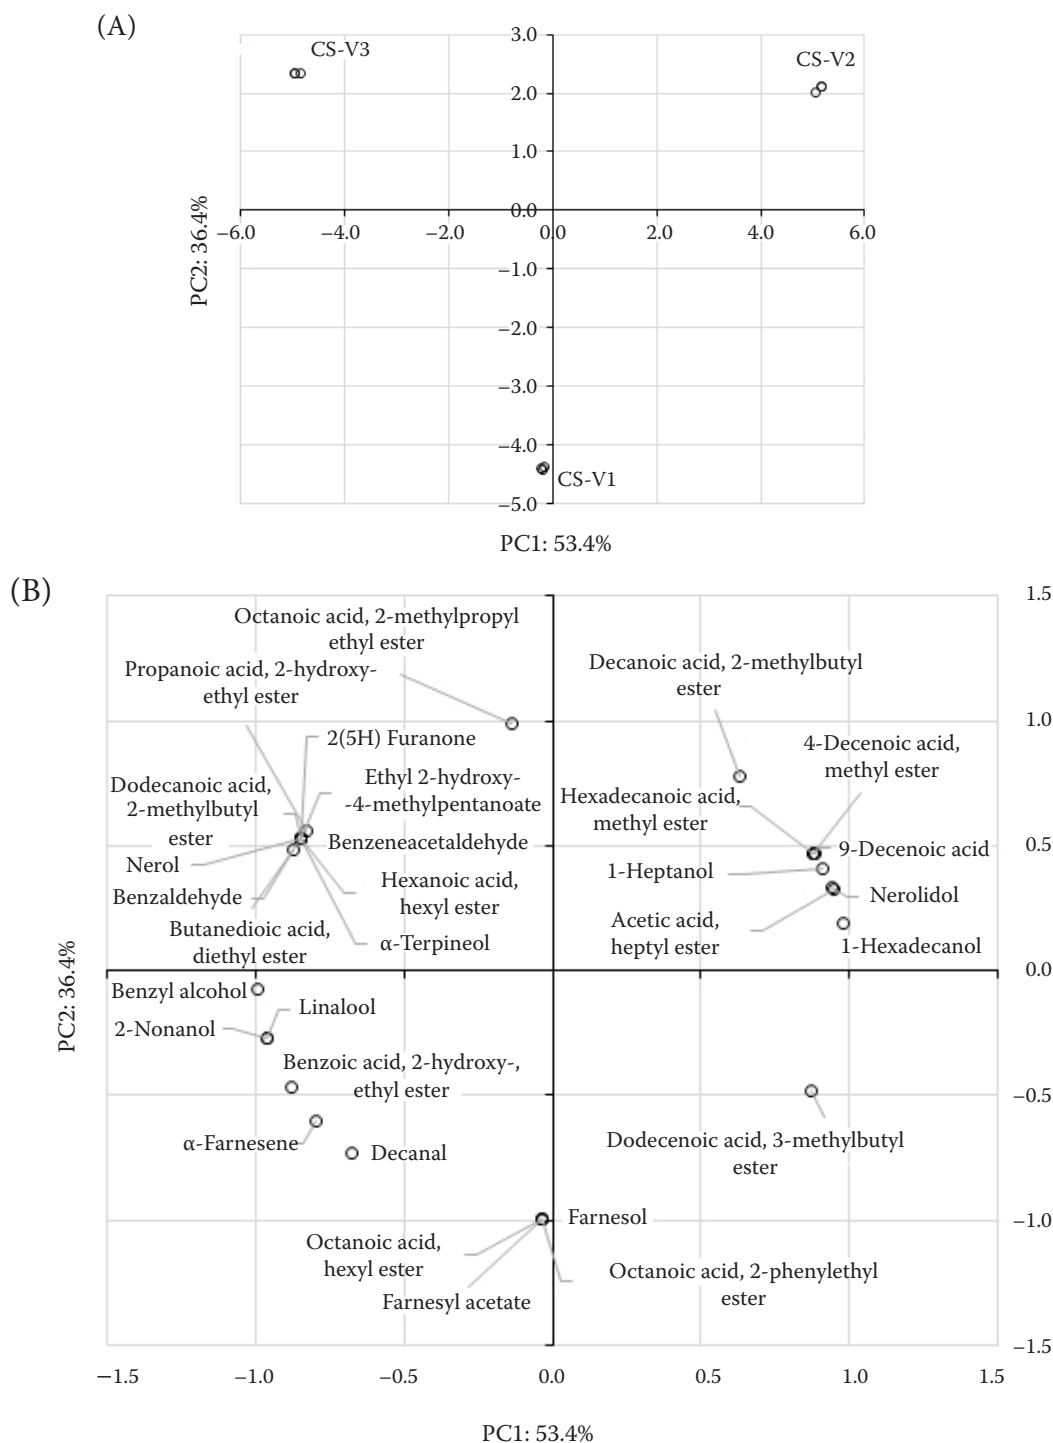 (A)
3.0
CS-V3
CS-V2
2.0
1.0
0.0
−6.0
−4.0
−2.0
0.0
2.0
4.0
6.0
PC2: 36.4%
−1.0
−2.0
−3.0
−4.0
CS-V1
−5.0
PC1: 53.4%
(B)
1.5
Octanoic acid, 2-methylpropyl
ethyl ester
Propanoic acid, 2-hydroxy-
ethyl ester
Decanoic acid, 2-methylbutyl
ester
1.0
2(5H) Furanone
4-Decenoic acid,
methyl ester
Ethyl 2-hydroxy-
-4-methylpentanoate
Dodecanoic acid,
2-methylbutyl
ester
Hexadecanoic acid,
methyl ester
Benzeneacetaldehyde
9-Decenoic acid
0.5
Nerol
1-Heptanol
Benzaldehyde
Hexanoic acid,
hexyl ester
Nerolidol
Butanedioic acid,
diethyl ester
α-Terpineol
Acetic acid,
heptyl ester
1-Hexadecanol
0.0
PC2: 36.4%
Benzyl alcohol
Linalool
2-Nonanol
Benzoic acid, 2-hydroxy-,
ethyl ester
−0.5
α-Farnesene
Decanal
Dodecenoic acid, 3-methylbutyl
ester
Farnesol
−1.0
Octanoic acid,
hexyl ester
Octanoic acid, 2-phenylethyl
ester
Farnesyl acetate
−1.5
−1.5
−1.0
−0.5
0.0
0.5
1.0
1.5
PC1: 53.4%